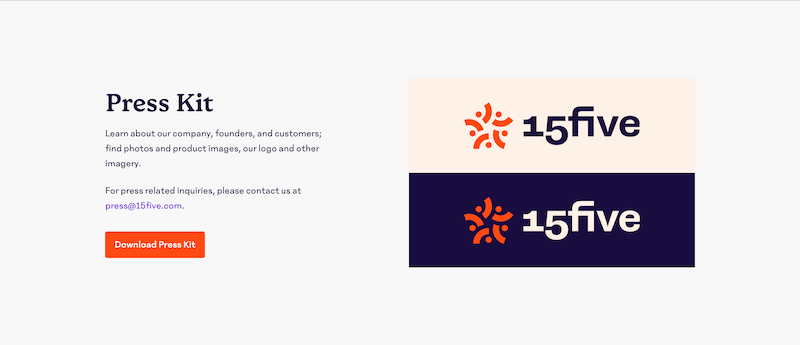 Press Kit
Learn about our company, founders, and customers;
find photos and product images, our logo and other
imagery.
For press related inquiries, please contact us at
press@15five.com.
Download Press Kit
15five
15five